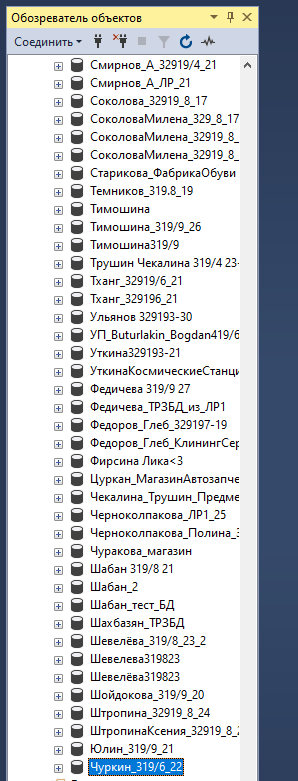 Обозреватель объектов
Соединить
Смирнов_А_32919/4_21
Смирнов_А_ЛР_21
Соколова_32919_8_17
СоколоваМилена_329_8_17
СоколоваМилена_32919_8_
СоколоваМилена_32919_8_
Старикова_ФабрикаОбуви
Темников_319.8_19
Тимошина
Тимошина_319/9_26
Тимошина319/9
Трушин Чекалина 319/4 23-
Тханг_32919/6_21
Тханг_329196_21
Ульянов 329193-30
УП_Buturlakin_Bogdan419/6
Уткина329193-21
УткинаКосмическиеСтанци
Федичева 319/9 27
Федичева_ТРЗБД_из_ЛР1
Федоров_Глеб_329197-19
Федоров_Глеб_КлинингСер
Фирсина Лика<3
Цуркан_МагазинАвтозапче
Чекалина_Трушин_Предме
Черноколпакова_ЛР1_25
Черноколпакова_Полина_3
Чуракова_магазин
Шабан 319/8 21
Шабан_2
Шабан_тест_БД
Шахбазян_ТРЗБД
Шевелёва_319/8_23_2
Шевелева319823
Шевелёва319823
Шойдокова_319/9_20
Штропина_32919_8_24
ШтропинаКсения_32919_8_2
Юлин_319/9_21
Чуркин_319/6_22